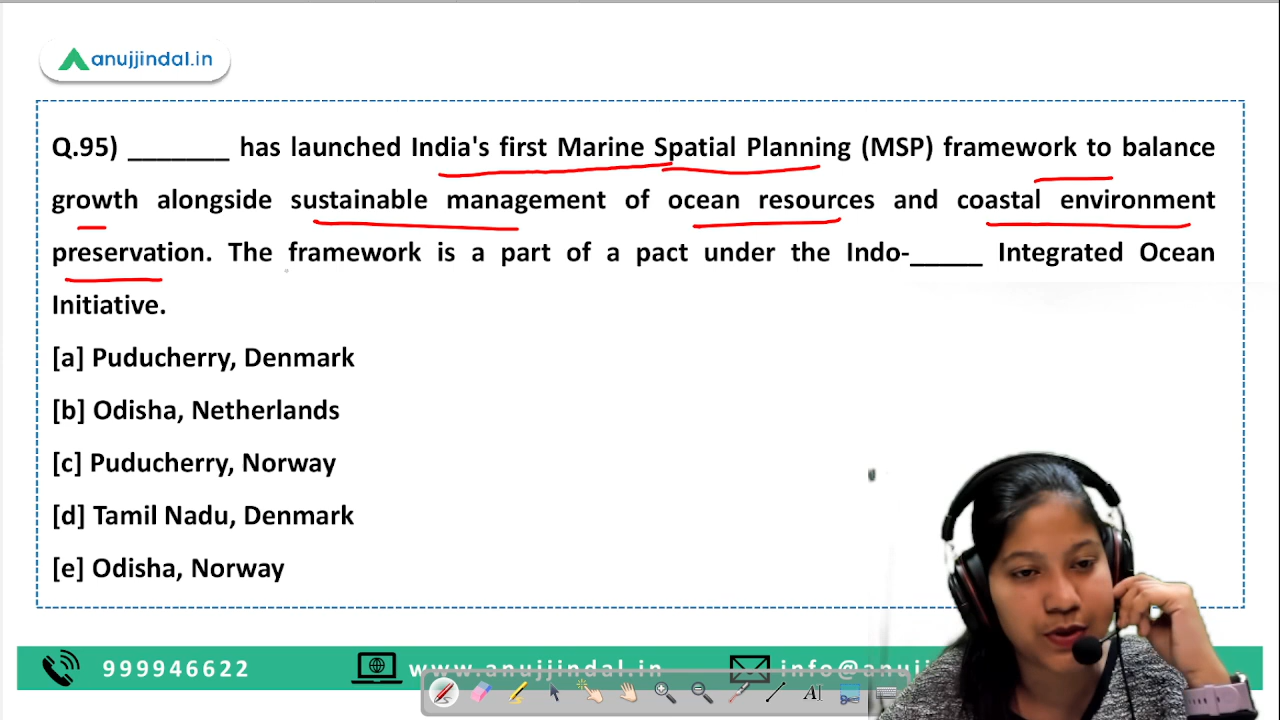 anujjindal.in
Q.95) _______ has launched India's first Marine Spatial Planning (MSP) framework to balance
growth alongside sustainable management of ocean resources and coastal environment
preservation. The framework is a part of a pact under the Indo-_____ Integrated Ocean
Initiative.
[a] Puducherry, Denmark
[b] Odisha, Netherlands
[c] Puducherry, Norway
[d] Tamil Nadu, Denmark
[e] Odisha, Norway
999946622 www.anujjindal.in